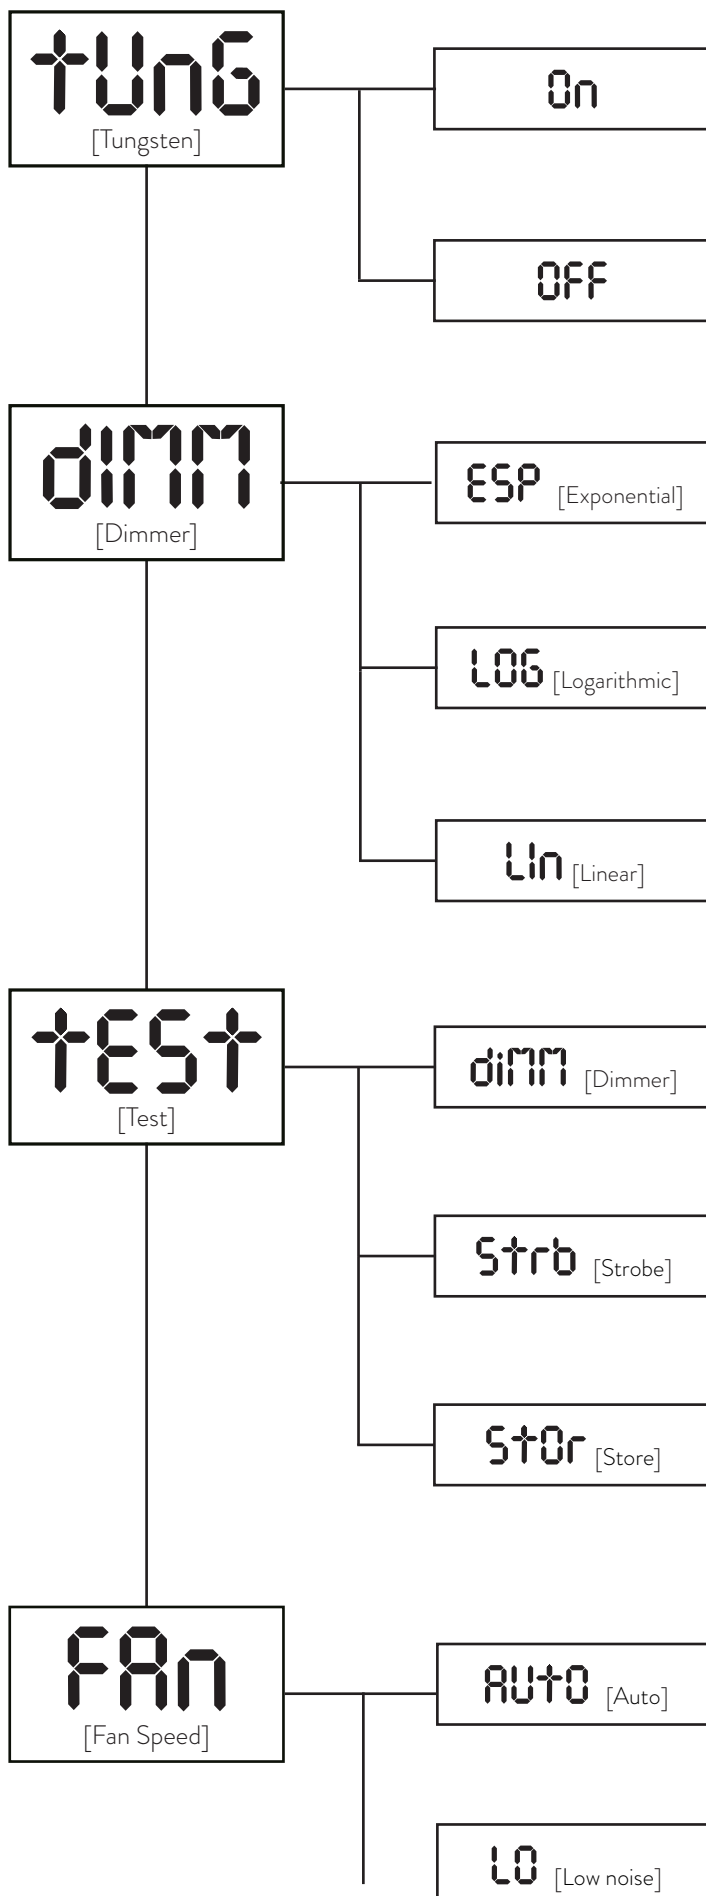 tUnG
[Tungsten]
On
OFF
dIMM
[Dimmer]
ESP [Exponential]
LOG [Logarithmic]
LIn [Linear]
tESt
[Test]
diMM [Dimmer]
Strb [Strobe]
StOr [Store]
FAn
[Fan Speed]
AUtO [Auto]
LO [Low noise]